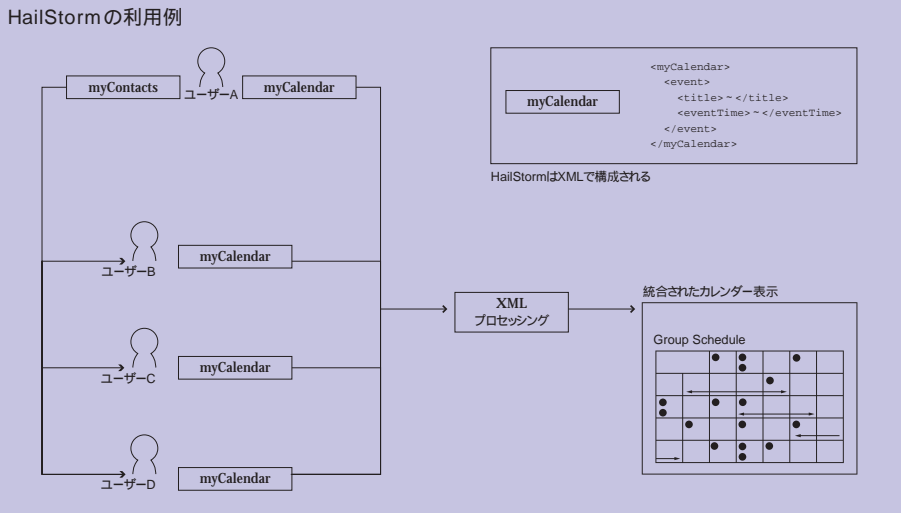 HailStormの利用例
myContacts
ユーザーA
myCalendar
myCalendar
<myCalendar>
<event>
<title>~</title>
<eventTime>~</eventTime>
</event>
</myCalendar>
HailStormはXMLで構成される
ユーザーB
myCalendar
XML
プロセッシング
統合されたカレンダー表示
Group Schedule
ユーザーC
myCalendar
ユーザーD
myCalendar